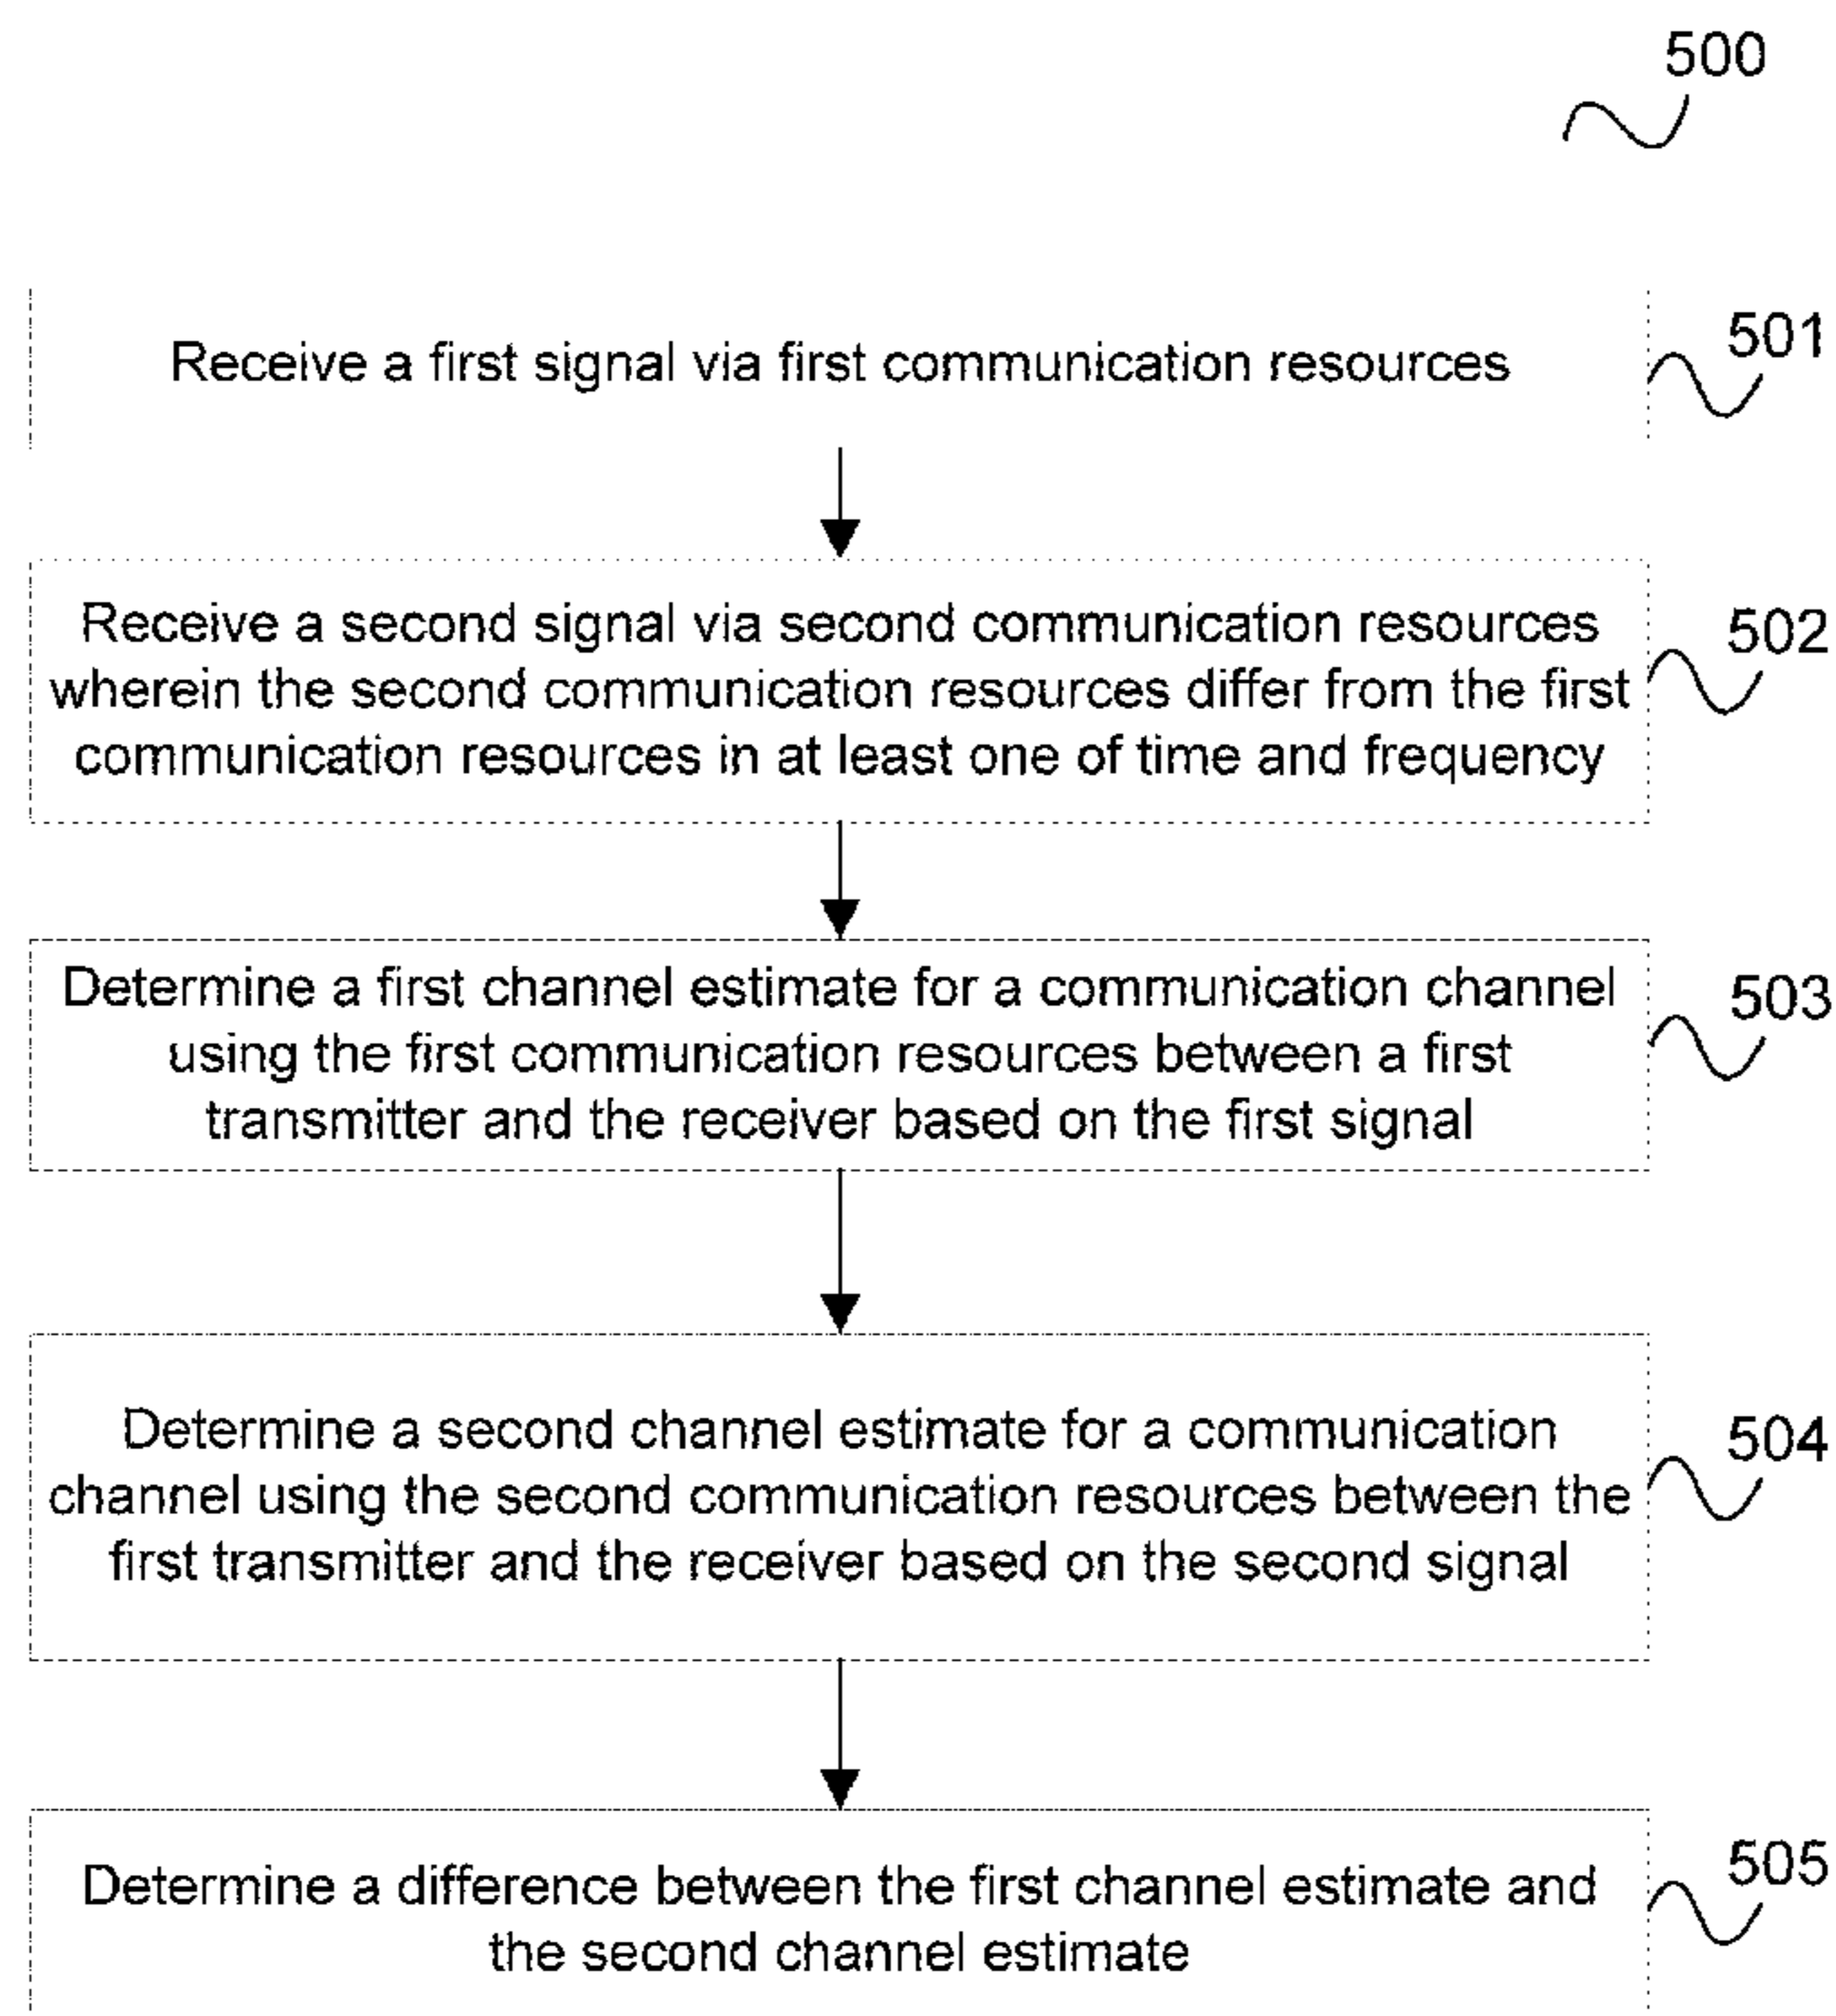 500
Receive a first signal via first communication resources
501
Receive a second signal via second communication resources
wherein the second communication resources differ from the first
communication resources in at least one of time and frequency
502
Determine a first channel estimate for a communication channel
using the first communication resources between a first
transmitter and the receiver based on the first signal
503
Determine a second channel estimate for a communication
channel using the second communication resources between the
first transmitter and the receiver based on the second signal
504
Determine a difference between the first channel estimate and
the second channel estimate
505